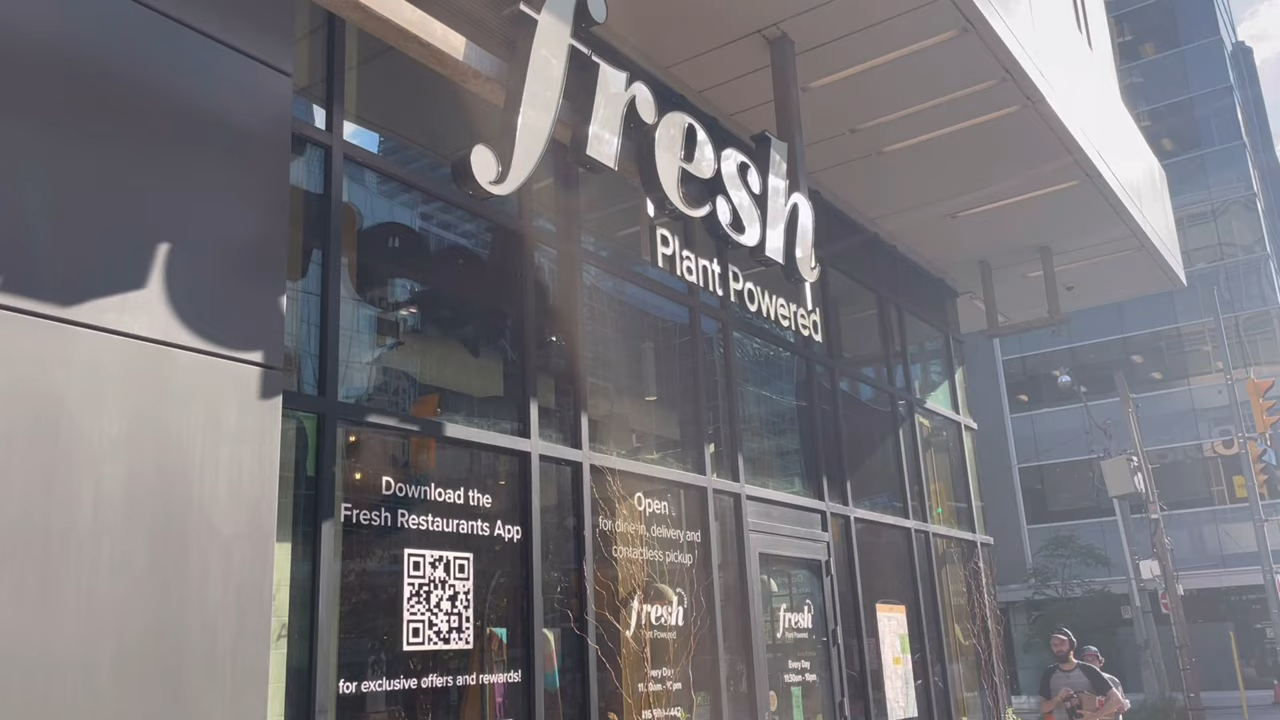 fresh
Plant Powered
Download the
Fresh Restaurants App
for exclusive offers and rewards!
Open
for dine in, delivery and
contactless pickup
fresh
Plant Powered
Every Day
fresh
Plant Powered
Every Day
11:30am - 10pm